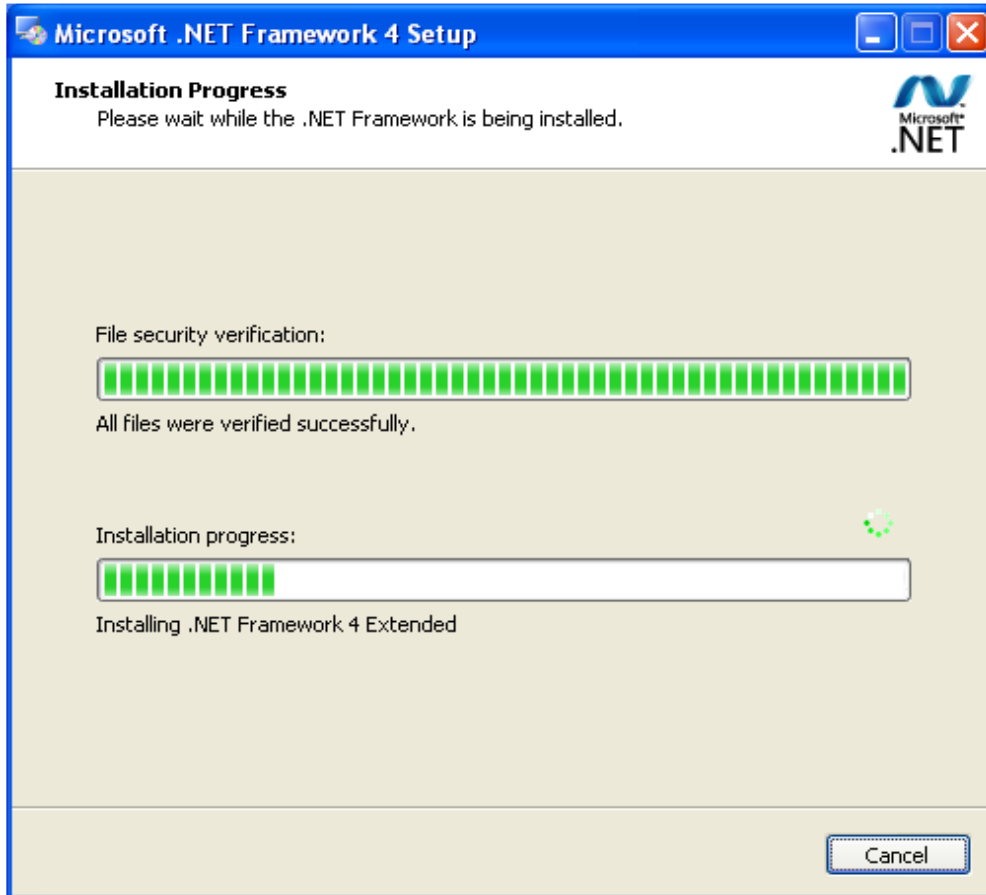 Microsoft .NET Framework 4 Setup
Installation Progress
Please wait while the .NET Framework is being installed.
Microsoft®
.NET
File security verification:
All files were verified successfully.
Installation progress:
Installing .NET Framework 4 Extended
Cancel